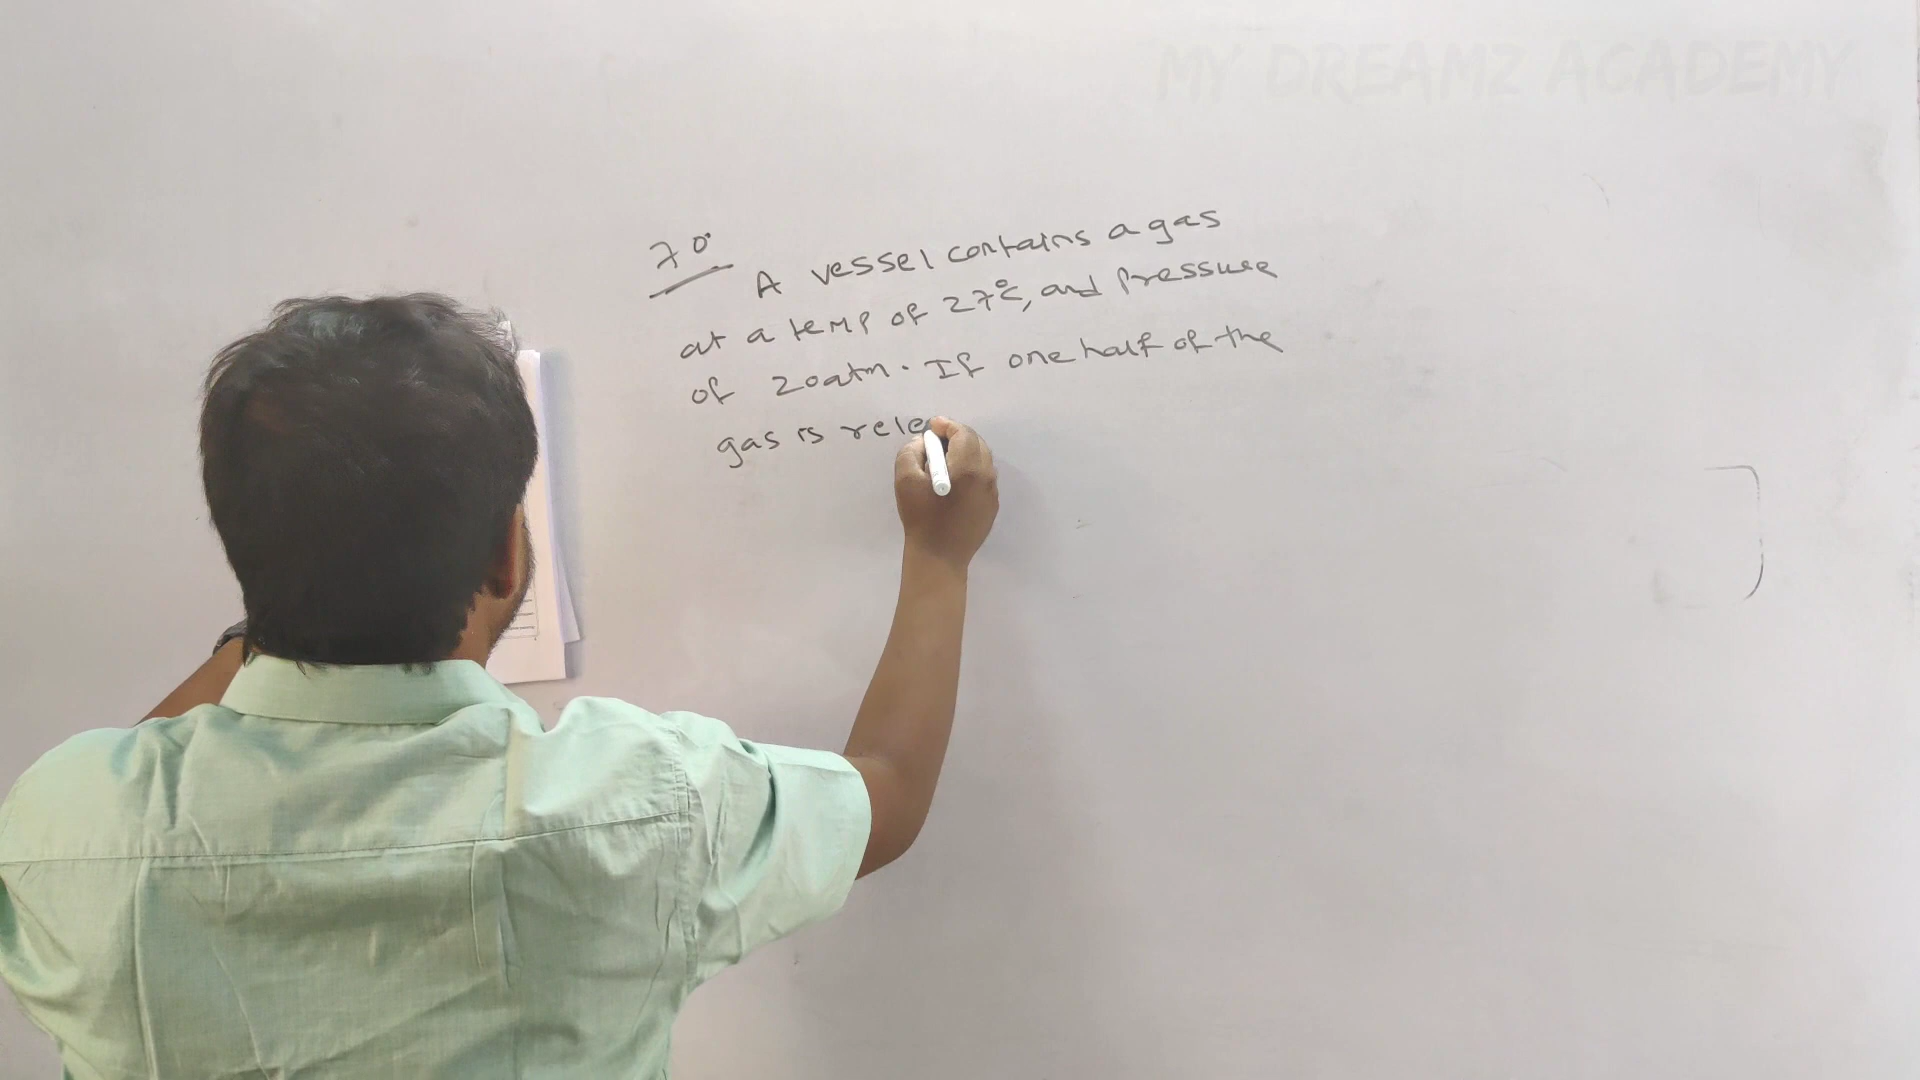 MY DREAMZ ACADEMY
70.
A vessel contains a gas
at a temp of 27°c, and pressure
of 20atm. If one half of the
gas is rele